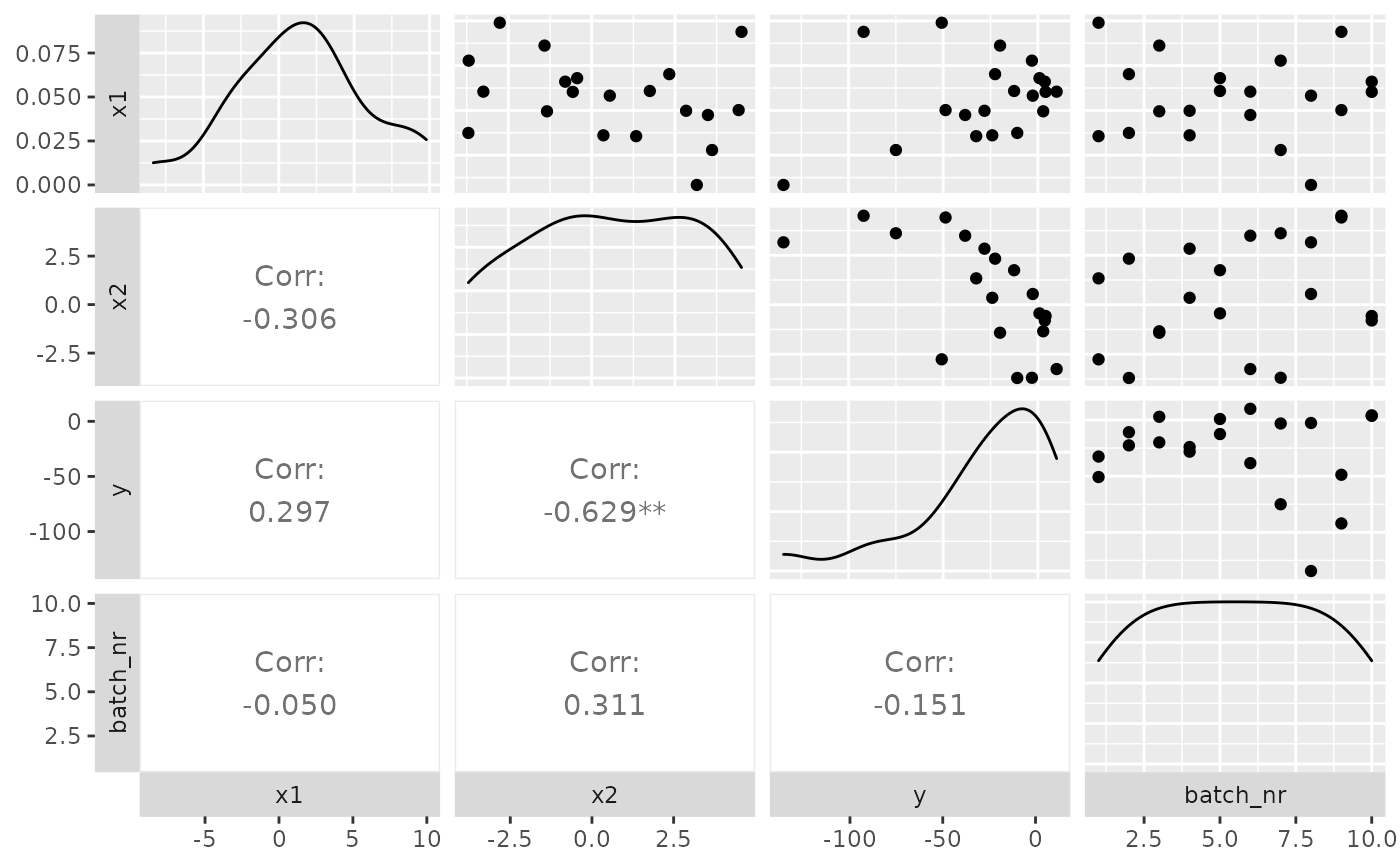 0.075
0.050
0.025
0.000
x1
2.5
0.0
-2.5
x2
Corr:
-0.306
0
-50
-100
y
Corr:
0.297
Corr:
-0.629**
10.0
7.5
5.0
2.5
batch_nr
Corr:
-0.050
Corr:
0.311
Corr:
-0.151
x1
x2
y
batch_nr
-5 0 5 10
-2.5 0.0 2.5
-100 -50 0
2.5 5.0 7.5 10.0